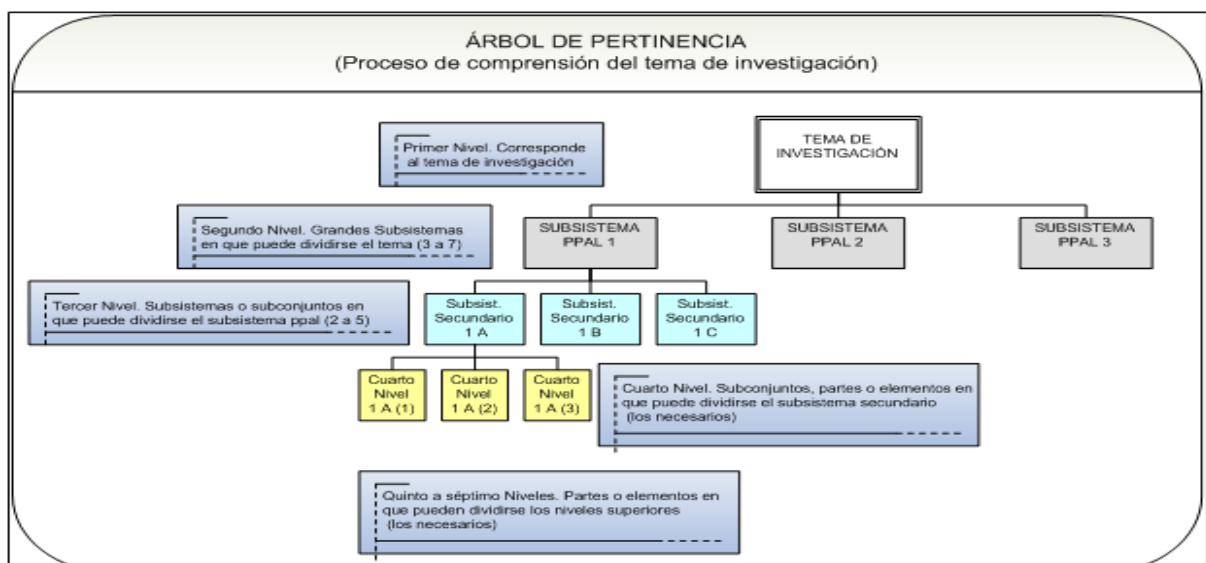 ÁRBOL DE PERTINENCIA
(Proceso de comprensión del tema de investigación)
Primer Nivel. Corresponde
al tema de investigación
TEMA DE
INVESTIGACIÓN
Segundo Nivel. Grandes Subsistemas
en que puede dividirse el tema (3 a 7)
SUBSISTEMA
PPAL 1
SUBSISTEMA
PPAL 2
SUBSISTEMA
PPAL 3
Tercer Nivel. Subsistemas o subconjuntos en
que puede dividirse el subsistema ppal (2 a 5)
Subsist.
Secundario
1 A
Subsist.
Secundario
1 B
Subsist.
Secundario
1 C
Cuarto
Nivel
1 A (1)
Cuarto
Nivel
1 A (2)
Cuarto
Nivel
1 A (3)
Cuarto Nivel. Subconjuntos, partes o elementos en
que puede dividirse el subsistema secundario
(los necesarios)
Quinto a séptimo Niveles. Partes o elementos en
que pueden dividirse los niveles superiores
(los necesarios)